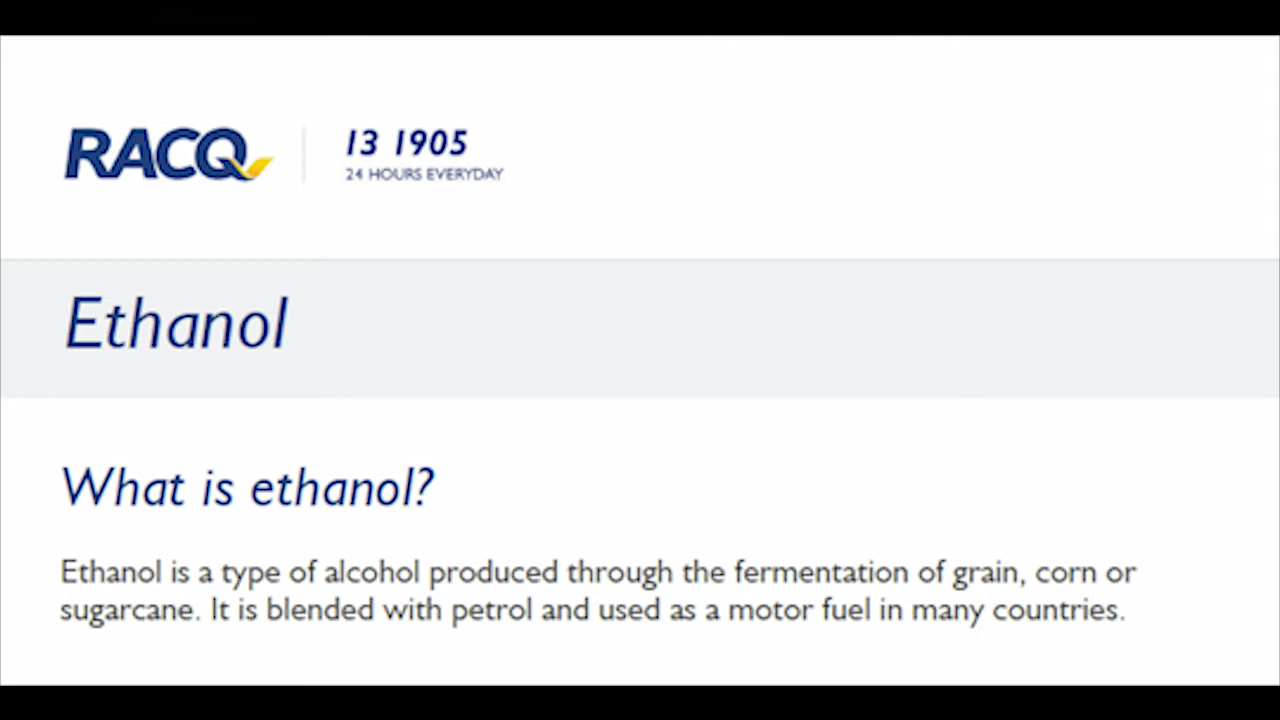 RACQ
13 1905
24 HOURS EVERYDAY
Ethanol
What is ethanol?
Ethanol is a type of alcohol produced through the fermentation of grain, corn or
sugarcane. It is blended with petrol and used as a motor fuel in many countries.